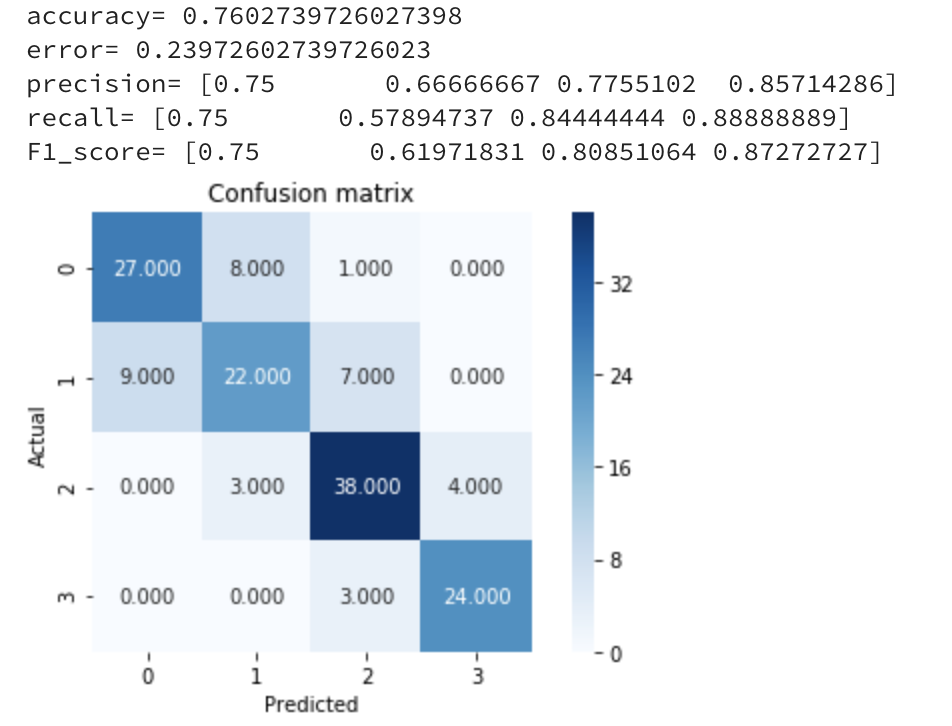 accuracy= 0.7602739726027398
error= 0.23972602739726023
precision= [0.75       0.66666667 0.7755102  0.85714286]
recall= [0.75       0.57894737 0.84444444 0.88888889]
F1_score= [0.75       0.61971831 0.80851064 0.87272727]
Confusion matrix
0 27.000 8.000 1.000 0.000
32
1 9.000 22.000 7.000 0.000
24
Actual
16
2 0.000 3.000 38.000 4.000
8
3 0.000 0.000 3.000 24.000
0
0 1 2 3
Predicted